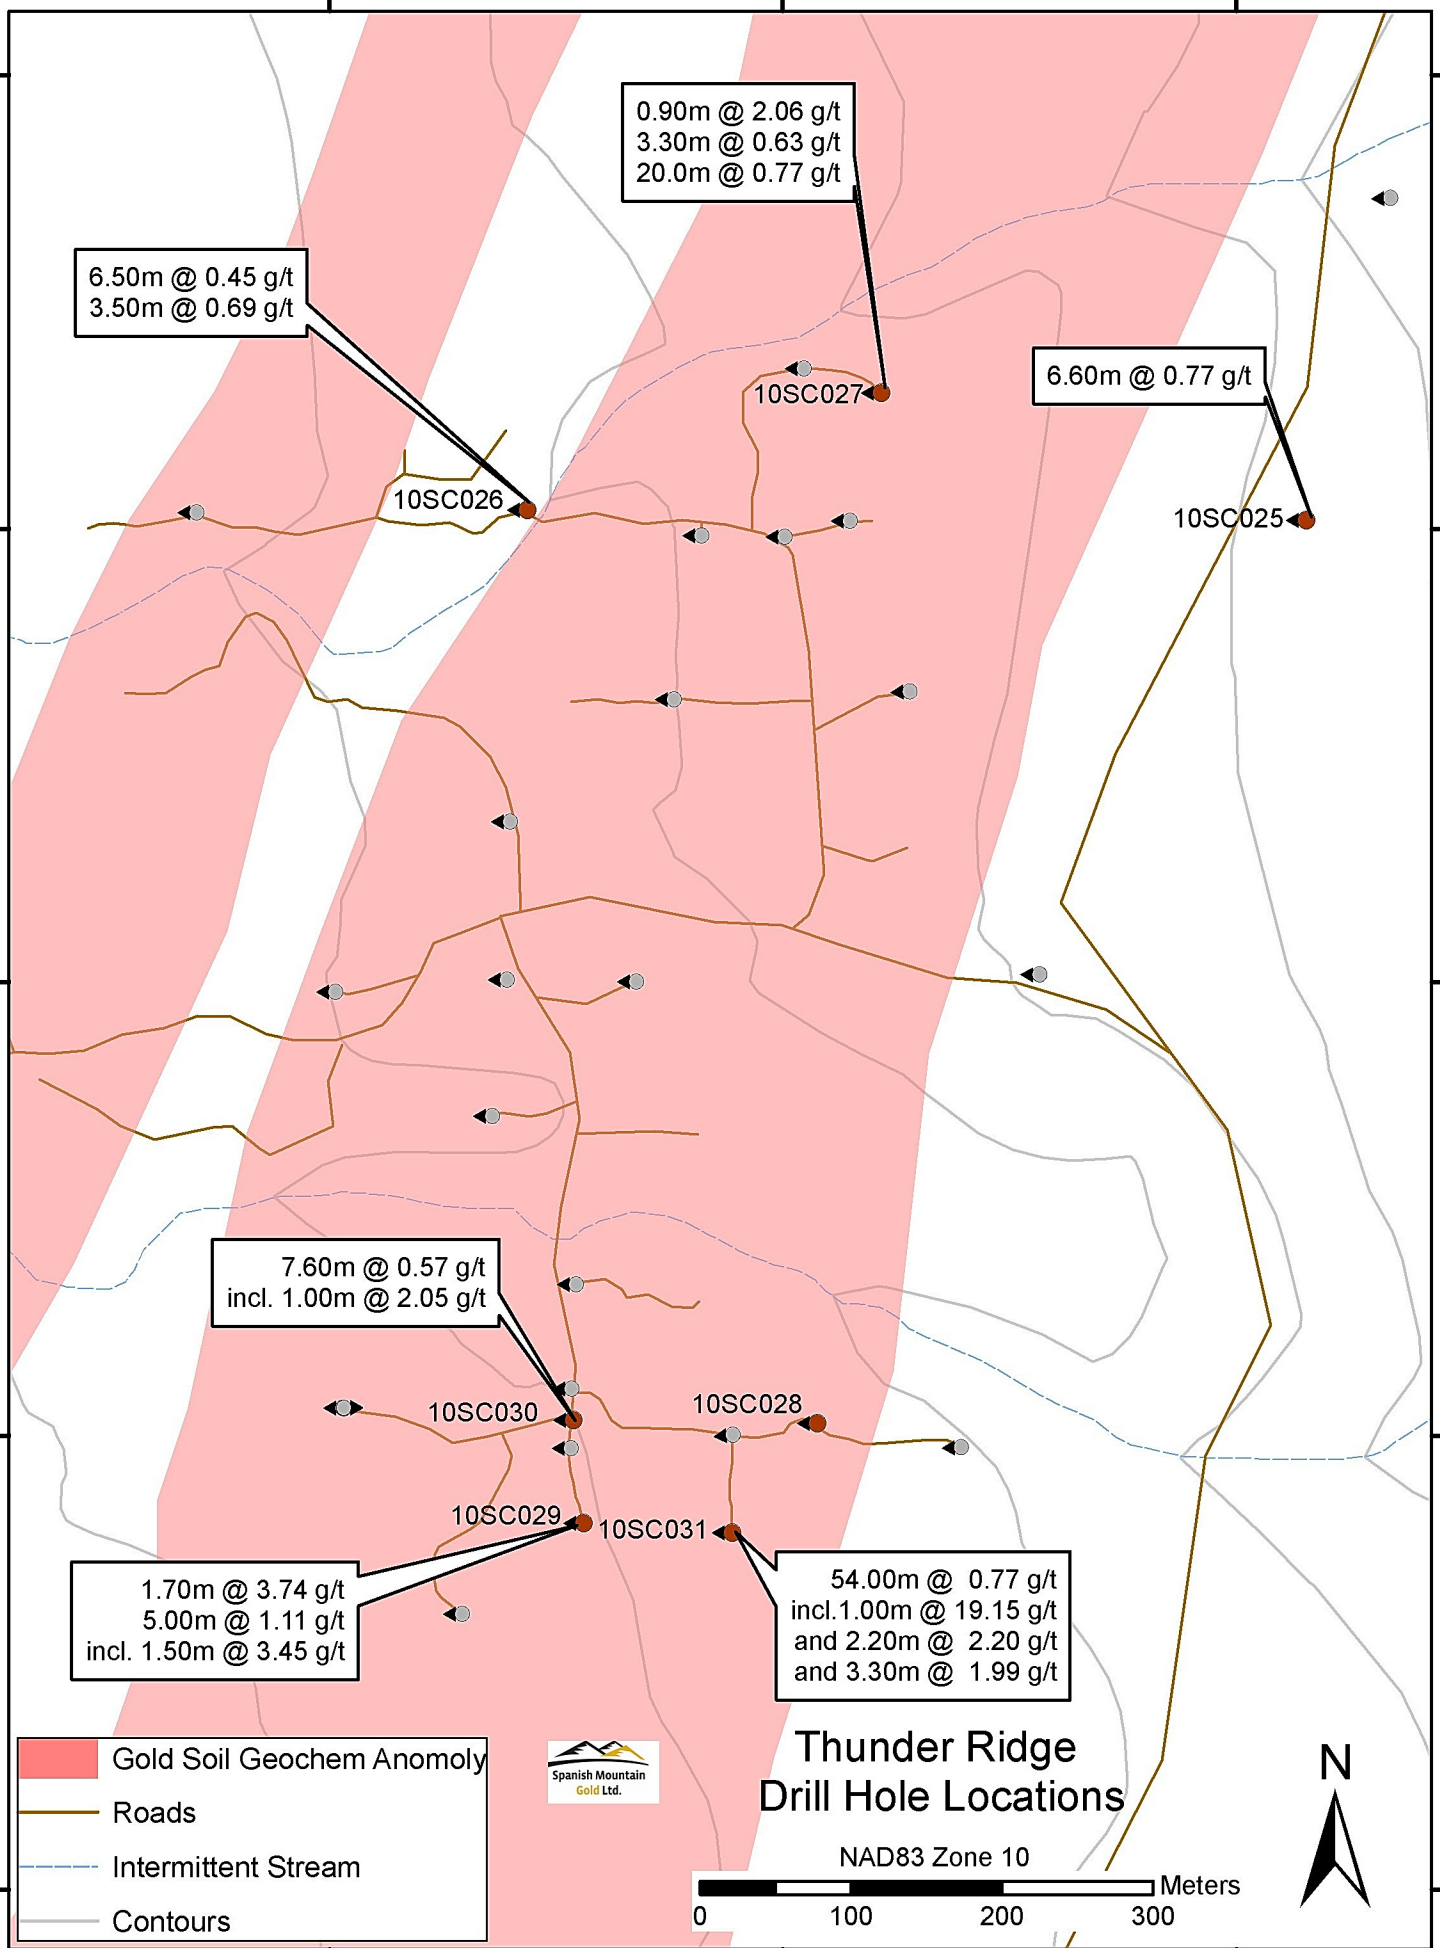 0.90m @ 2.06 g/t
3.30m @ 0.63 g/t
20.0m @ 0.77 g/t
6.50m @ 0.45 g/t
3.50m @ 0.69 g/t
6.60m @ 0.77 g/t
10SC027
10SC026
10SC025
7.60m @ 0.57 g/t
incl. 1.00m @ 2.05 g/t
10SC028
10SC030
10SC029
10SC031
1.70m @ 3.74 g/t
5.00m @ 1.11 g/t
incl. 1.50m @ 3.45 g/t
54.00m @ 0.77 g/t
incl.1.00m @ 19.15 g/t
and 2.20m @ 2.20 g/t
and 3.30m @ 1.99 g/t
Gold Soil Geochem Anomoly
Roads
Intermittent Stream
Contours
Spanish Mountain
Gold Ltd.
Thunder Ridge
Drill Hole Locations
NAD83 Zone 10
Meters
0 100 200 300
N